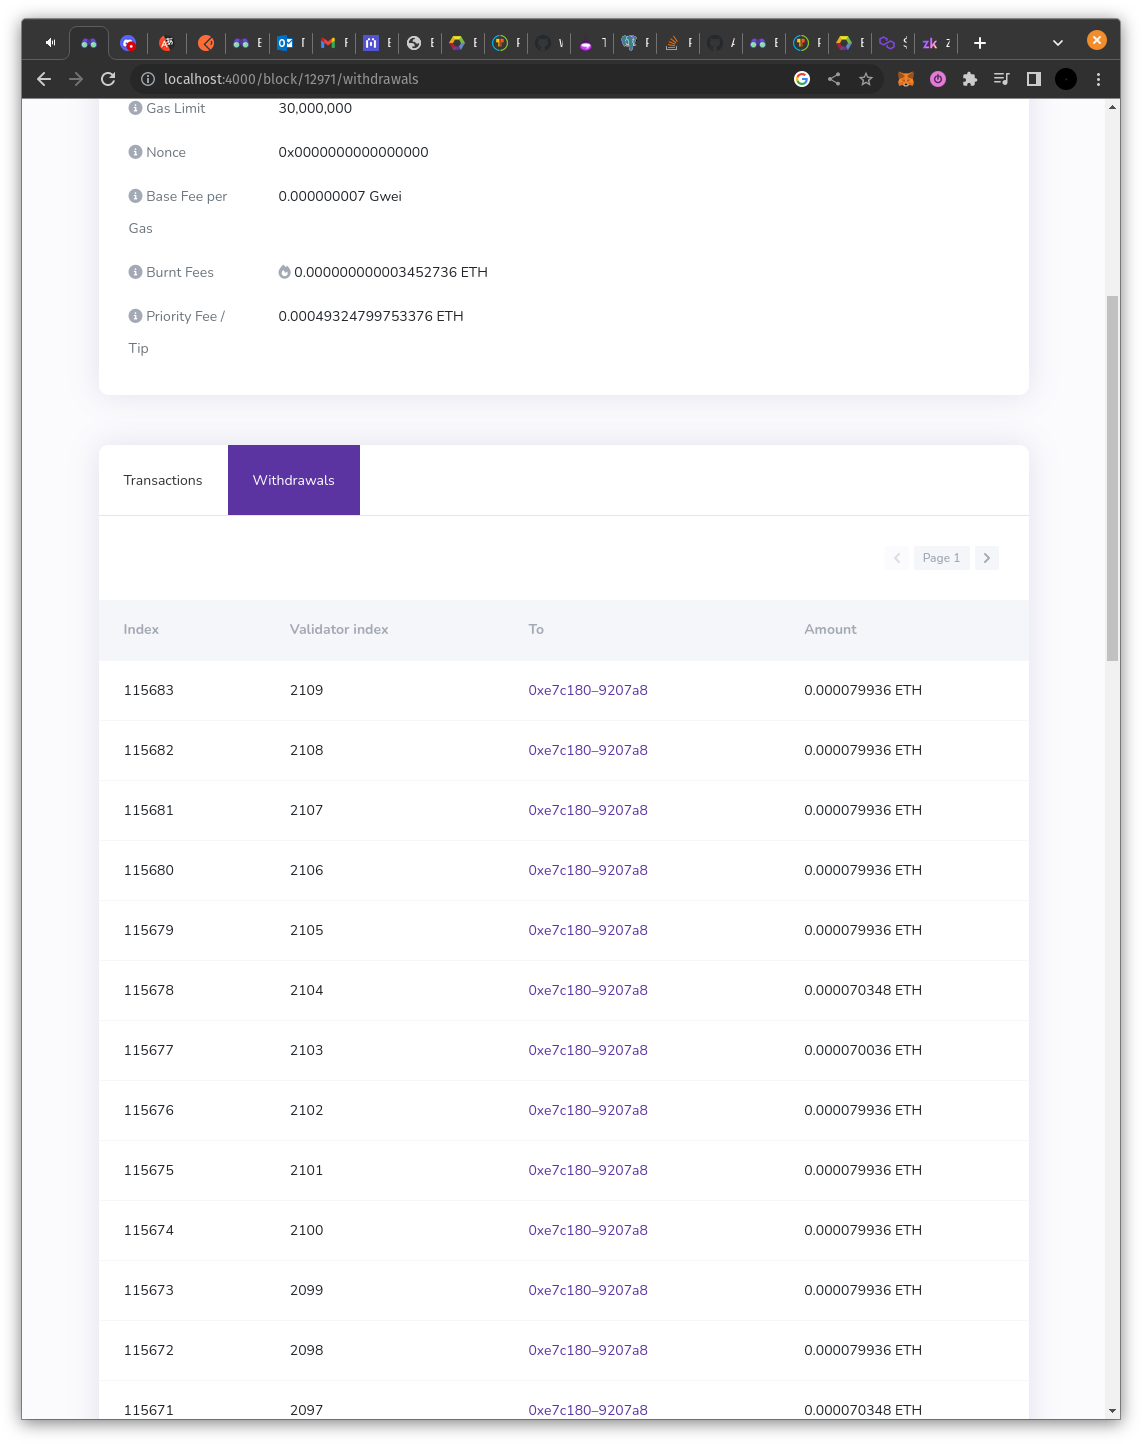 localhost:4000/block/12971/withdrawals
Gas Limit 30,000,000
Nonce 0x0000000000000000
Base Fee per 0.000000007 Gwei
Gas
Burnt Fees 0.000000000003452736 ETH
Priority Fee / 0.00049324799753376 ETH
Tip
Transactions Withdrawals
Page 1
Index Validator index To Amount
115683 2109 0xe7c180–9207a8 0.000079936 ETH
115682 2108 0xe7c180–9207a8 0.000079936 ETH
115681 2107 0xe7c180–9207a8 0.000079936 ETH
115680 2106 0xe7c180–9207a8 0.000079936 ETH
115679 2105 0xe7c180–9207a8 0.000079936 ETH
115678 2104 0xe7c180–9207a8 0.000070348 ETH
115677 2103 0xe7c180–9207a8 0.000070036 ETH
115676 2102 0xe7c180–9207a8 0.000079936 ETH
115675 2101 0xe7c180–9207a8 0.000079936 ETH
115674 2100 0xe7c180–9207a8 0.000079936 ETH
115673 2099 0xe7c180–9207a8 0.000079936 ETH
115672 2098 0xe7c180–9207a8 0.000079936 ETH
115671 2097 0xe7c180–9207a8 0.000070348 ETH